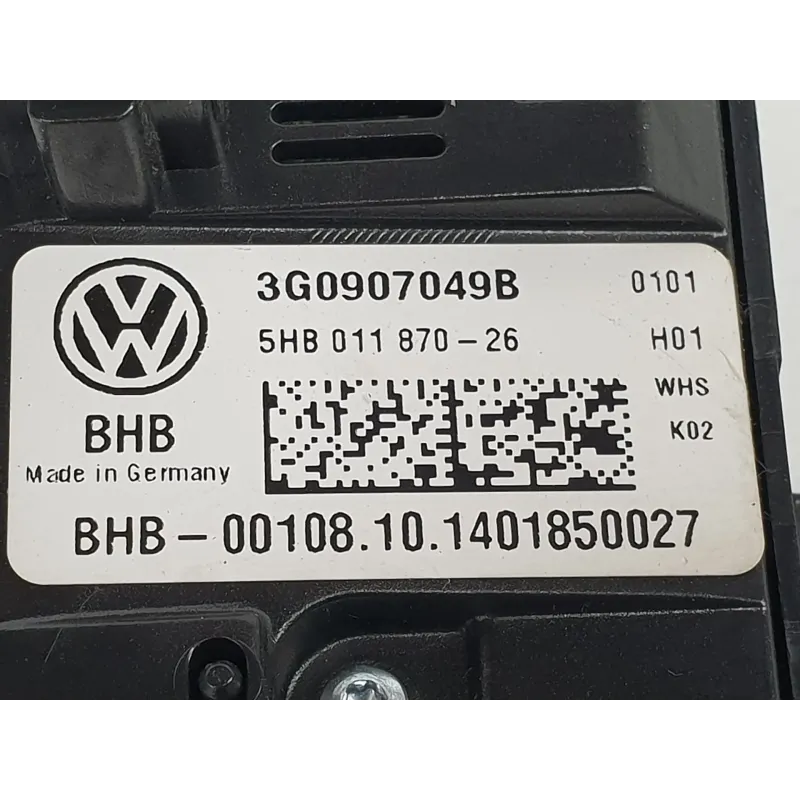 3G0907049B 0101
5HB 011 870-26 H01
WHS
BHB K02
Made in Germany
BHB-00108.10.1401850027